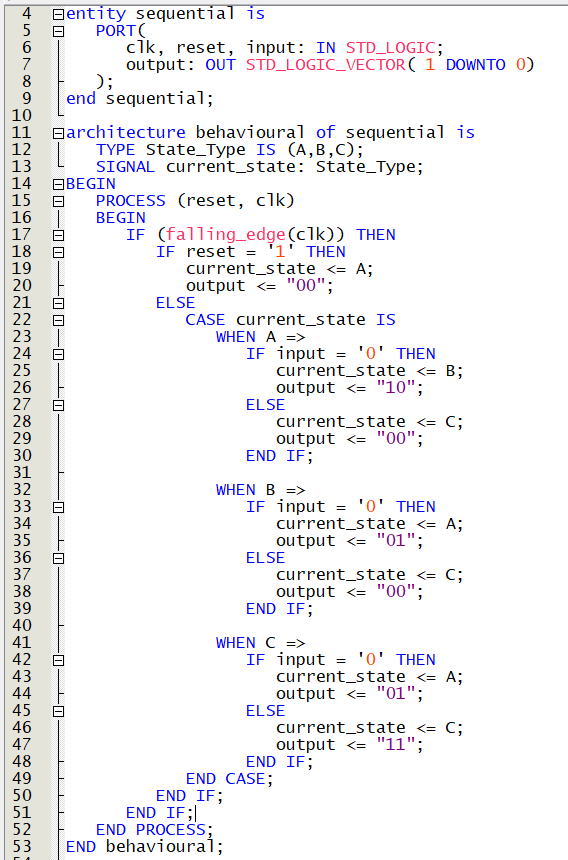 4 entity sequential is
5 PORT(
6 clk, reset, input: IN STD_LOGIC;
7 output: OUT STD_LOGIC_VECTOR( 1 DOWNTO 0)
8 );
9 end sequential;
10
11 architecture behavioural of sequential is
12 TYPE State_Type IS (A,B,C);
13 SIGNAL current_state: State_Type;
14 BEGIN
15 PROCESS (reset, clk)
16 BEGIN
17 IF (falling_edge(clk)) THEN
18 IF reset = '1' THEN
19 current_state <= A;
20 output <= "00";
21 ELSE
22 CASE current_state IS
23 WHEN A =>
24 IF input = '0' THEN
25 current_state <= B;
26 output <= "10";
27 ELSE
28 current_state <= C;
29 output <= "00";
30 END IF;
31
32 WHEN B =>
33 IF input = '0' THEN
34 current_state <= A;
35 output <= "01";
36 ELSE
37 current_state <= C;
38 output <= "00";
39 END IF;
40
41 WHEN C =>
42 IF input = '0' THEN
43 current_state <= A;
44 output <= "01";
45 ELSE
46 current_state <= C;
47 output <= "11";
48 END IF;
49 END CASE;
50 END IF;
51 END IF;
52 END PROCESS;
53 END behavioural;